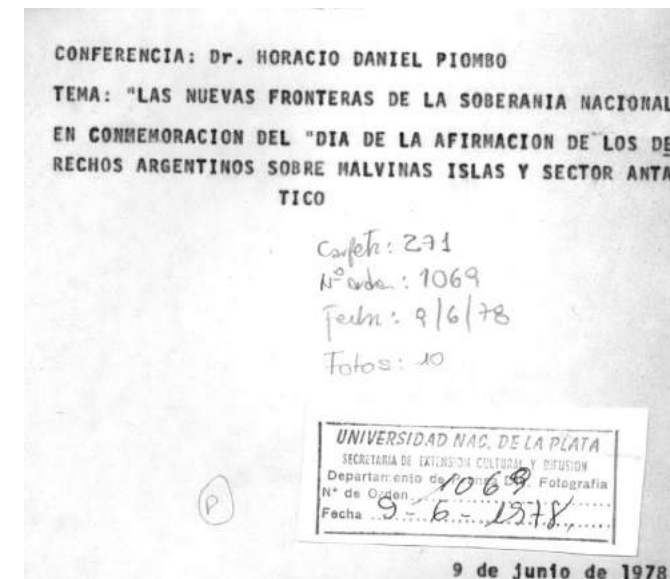 CONFERENCIA: Dr. HORACIO DANIEL PIOMBO
TEMA: "LAS NUEVAS FRONTERAS DE LA SOBERANIA NACIONAL
EN CONMEMORACION DEL "DIA DE LA AFIRMACION DE LOS DE
RECHOS ARGENTINOS SOBRE MALVINAS ISLAS Y SECTOR ANTA
TICO
Carpeta: 271
Nº orden: 1069
Fecha: 9/6/78
Fotos: 10
UNIVERSIDAD NAC. DE LA PLATA
SECRETARIA DE EXTENSION CULTURAL Y DIFUSION
Departamento de Prensa Div. Fotografia
N° de Orden 1069
Fecha 9-6-1978,
P
9 de junio de 1978